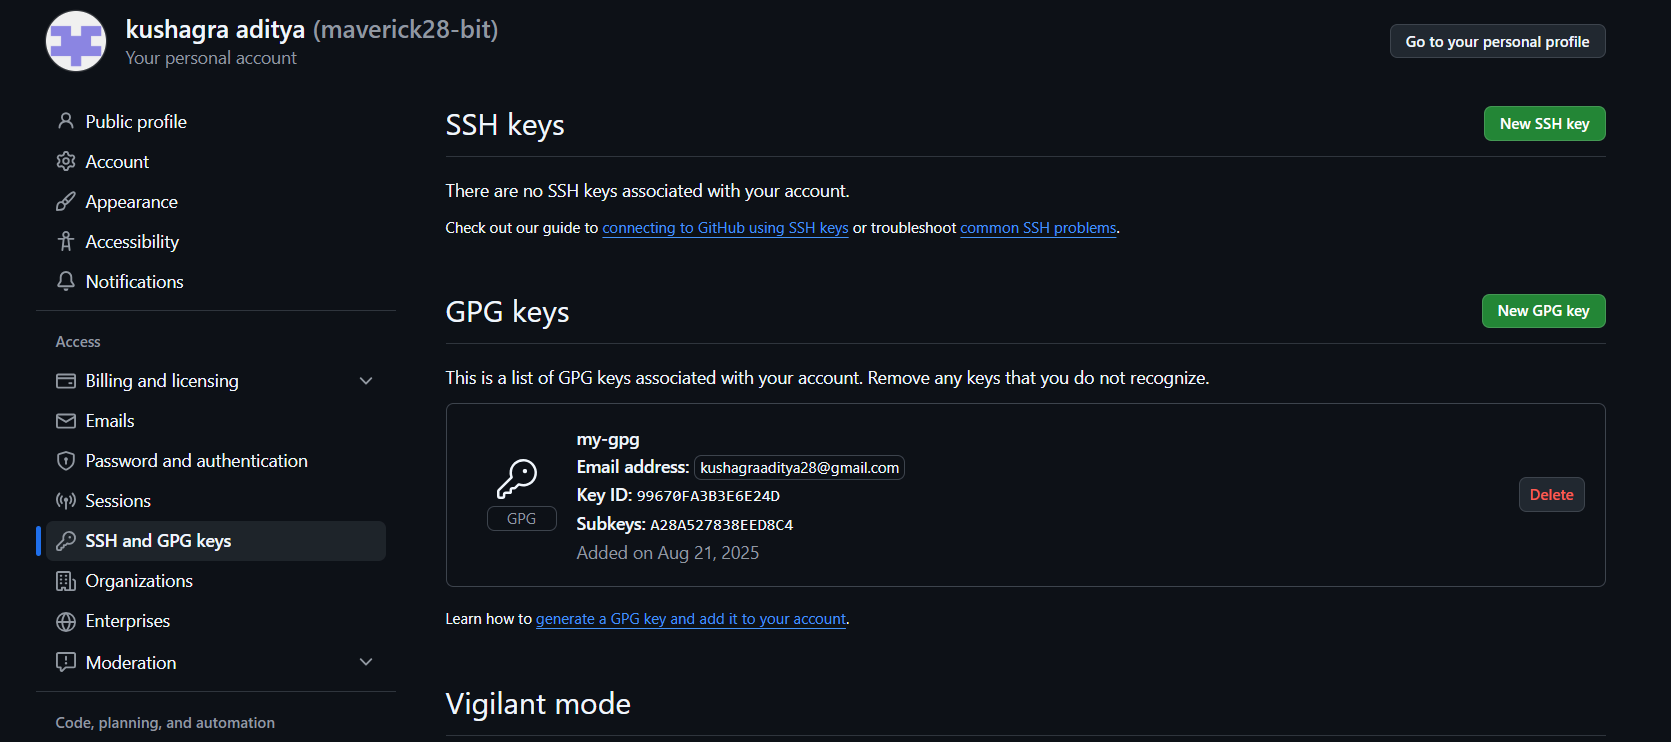 kushagra aditya (maverick28-bit)
Your personal account
Go to your personal profile
Public profile
Account
Appearance
Accessibility
Notifications
Access
Billing and licensing
Emails
Password and authentication
Sessions
SSH and GPG keys
Organizations
Enterprises
Moderation
Code, planning, and automation
SSH keys
New SSH key
There are no SSH keys associated with your account.
Check out our guide to connecting to GitHub using SSH keys or troubleshoot common SSH problems.
GPG keys
New GPG key
This is a list of GPG keys associated with your account. Remove any keys that you do not recognize.
GPG
my-gpg
Email address: kushagraaditya28@gmail.com
Key ID: 99670FA3B3E6E24D
Subkeys: A28A527838EED8C4
Added on Aug 21, 2025
Delete
Learn how to generate a GPG key and add it to your account.
Vigilant mode